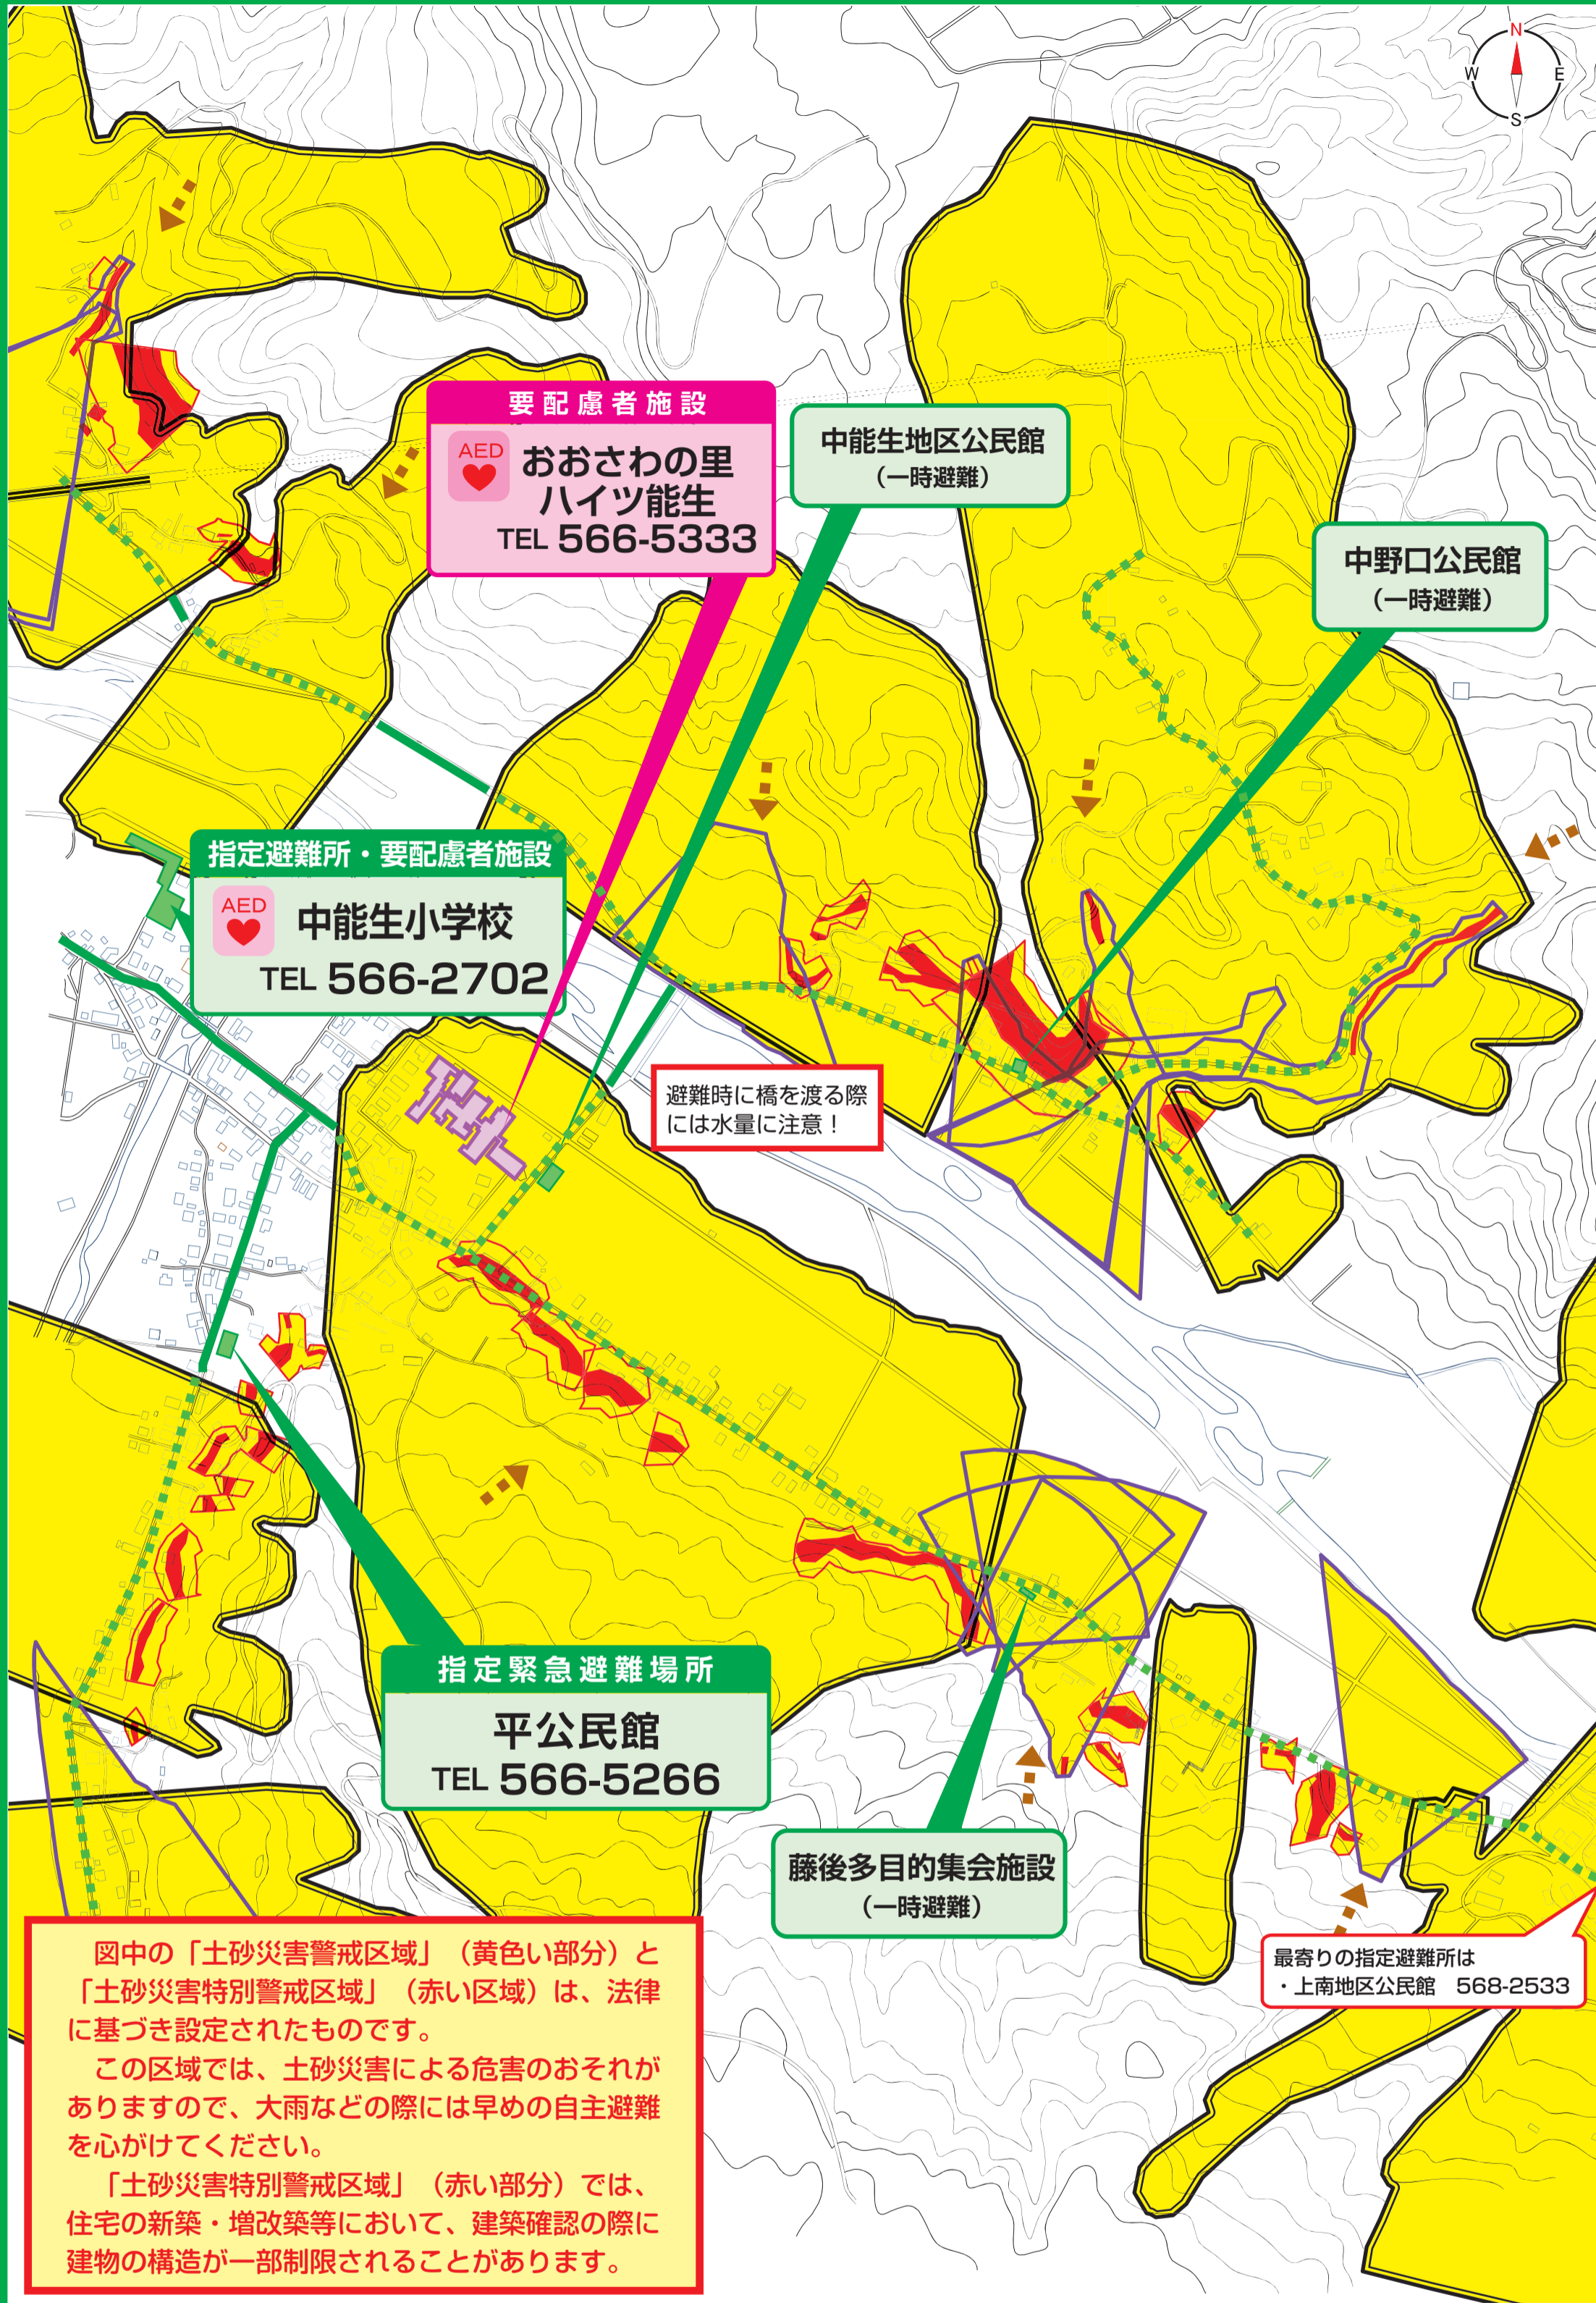 N
W E
S
要配慮者施設
AED
おおさわの里
ハイツ能生
TEL 566-5333
中能生地区公民館
(一時避難)
中野口公民館
(一時避難)
指定避難所・要配慮者施設
AED
中能生小学校
TEL 566-2702
避難時に橋を渡る際
には水量に注意！
指定緊急避難場所
平公民館
TEL 566-5266
藤後多目的集会施設
(一時避難)
最寄りの指定避難所は
・上南地区公民館 568-2533
図中の「土砂災害警戒区域」（黄色い部分）と
「土砂災害特別警戒区域」（赤い区域）は、法律
に基づき設定されたものです。
この区域では、土砂災害による危害のおそれが
ありますので、大雨などの際には早めの自主避難
を心がけてください。
「土砂災害特別警戒区域」（赤い部分）では、
住宅の新築・増改築等において、建築確認の際に
建物の構造が一部制限されることがあります。